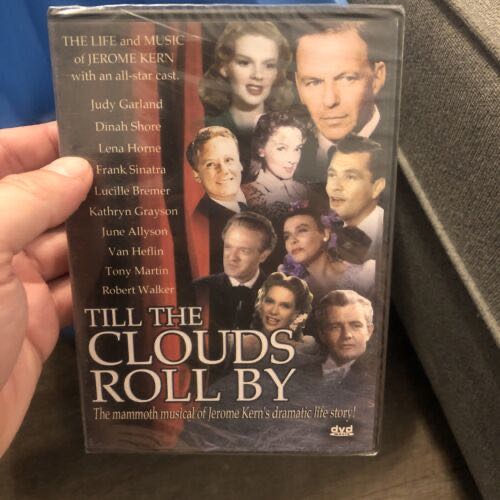 THE LIFE and MUSIC
of JEROME KERN
with an all-star cast.
Judy Garland
Dinah Shore
Lena Horne
Frank Sinatra
Lucille Bremer
Kathryn Grayson
June Allyson
Van Heflin
Tony Martin
Robert Walker
TILL THE
CLOUDS
ROLL BY
The mammoth musical of Jerome Kern's dramatic life story!
DVD